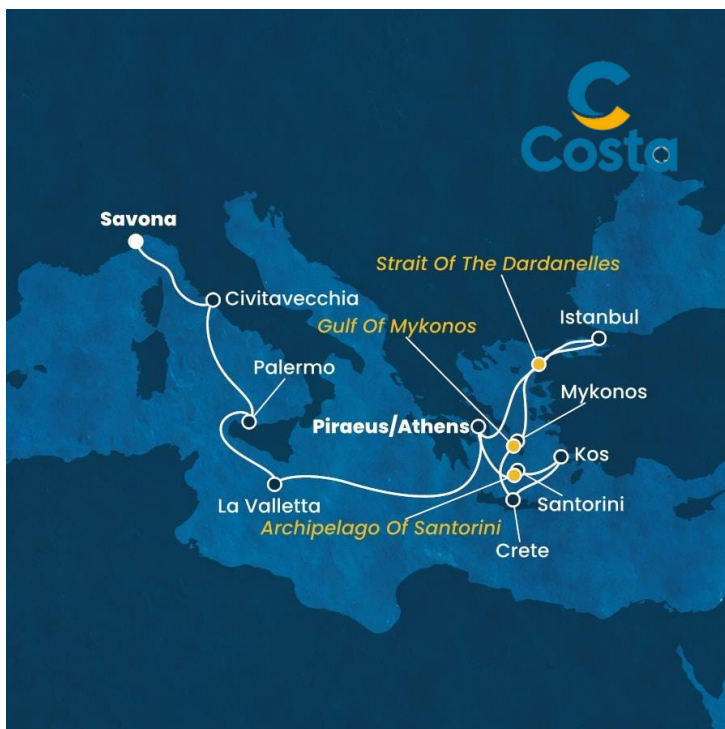 Costa
Savona
Strait Of The Dardanelles
Civitavecchia
Gulf Of Mykonos
Istanbul
Palermo
Mykonos
Piraeus/Athens
Kos
La Valletta
Santorini
Archipelago Of Santorini
Crete